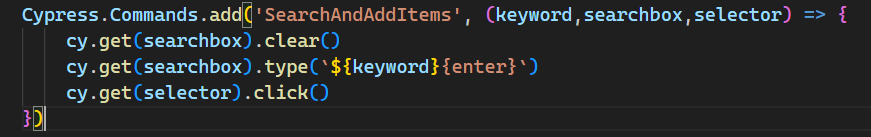 Cypress.Commands.add('SearchAndAddItems', (keyword,searchbox,selector) => {
    cy.get(searchbox).clear()
    cy.get(searchbox).type(`${keyword}{enter}`)
    cy.get(selector).click()
})